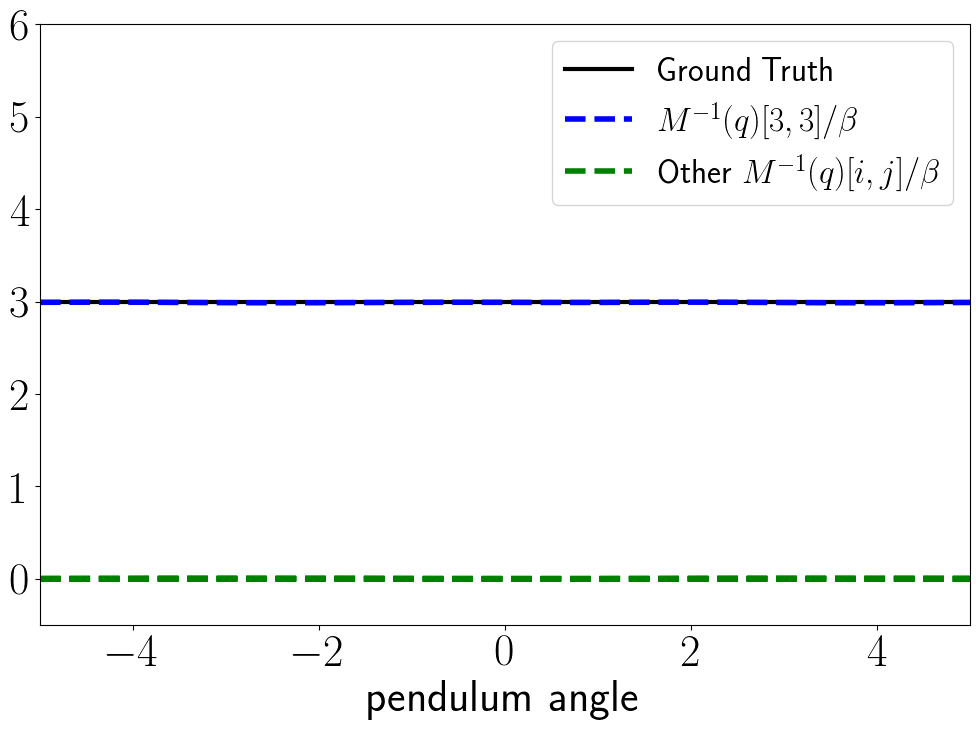 6
5
4
3
2
1
0
Ground Truth
M⁻¹(q)[3, 3]/β
Other M⁻¹(q)[i, j]/β
−4 −2 0 2 4
pendulum angle